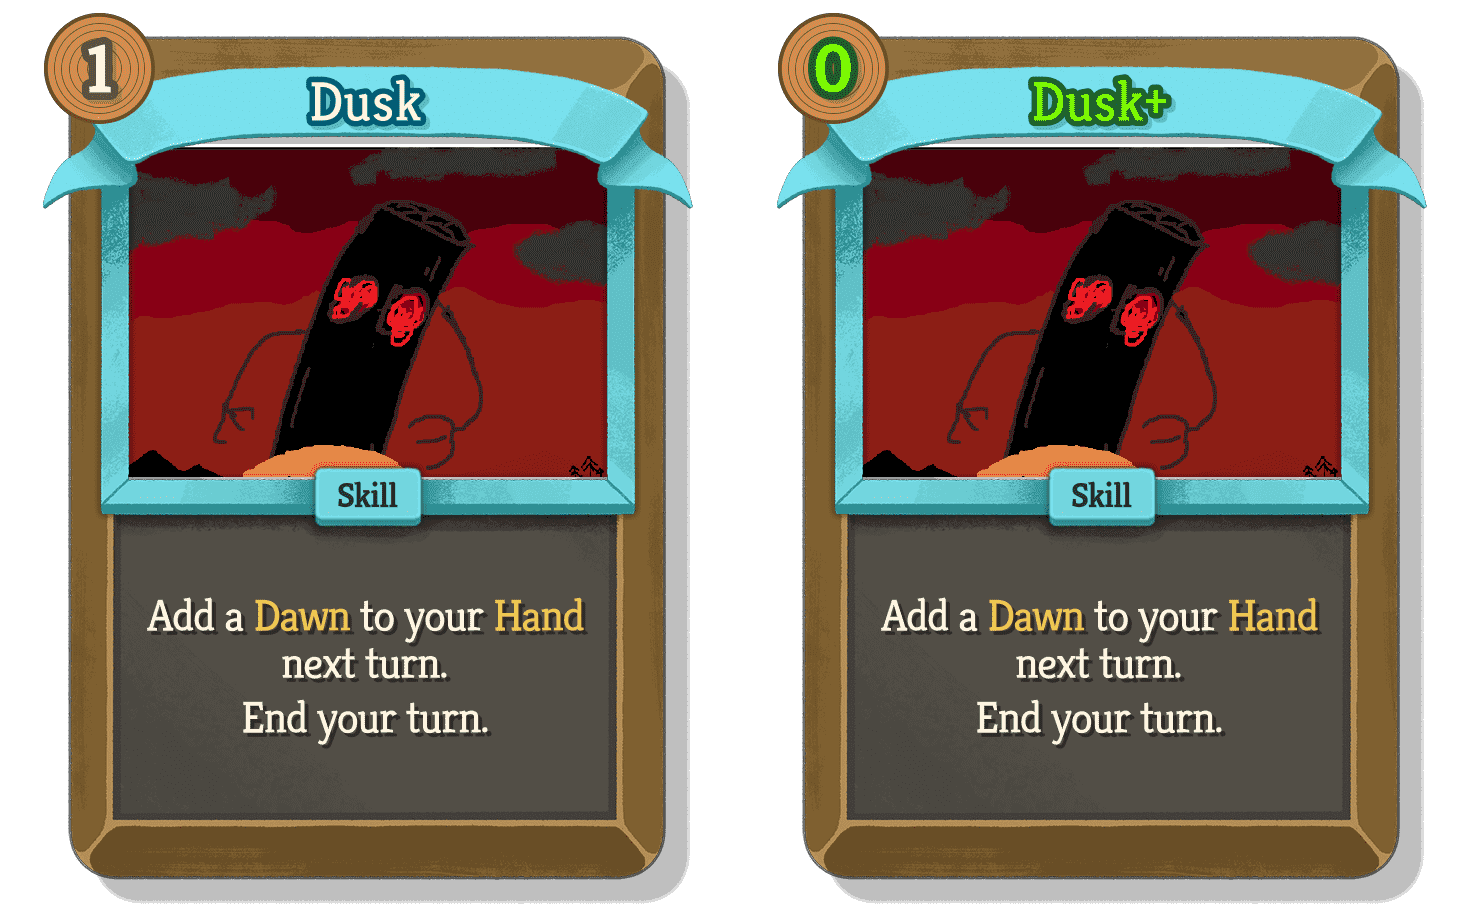 1
Dusk
Skill
Add a Dawn to your Hand
next turn.
End your turn.
0
Dusk+
Skill
Add a Dawn to your Hand
next turn.
End your turn.